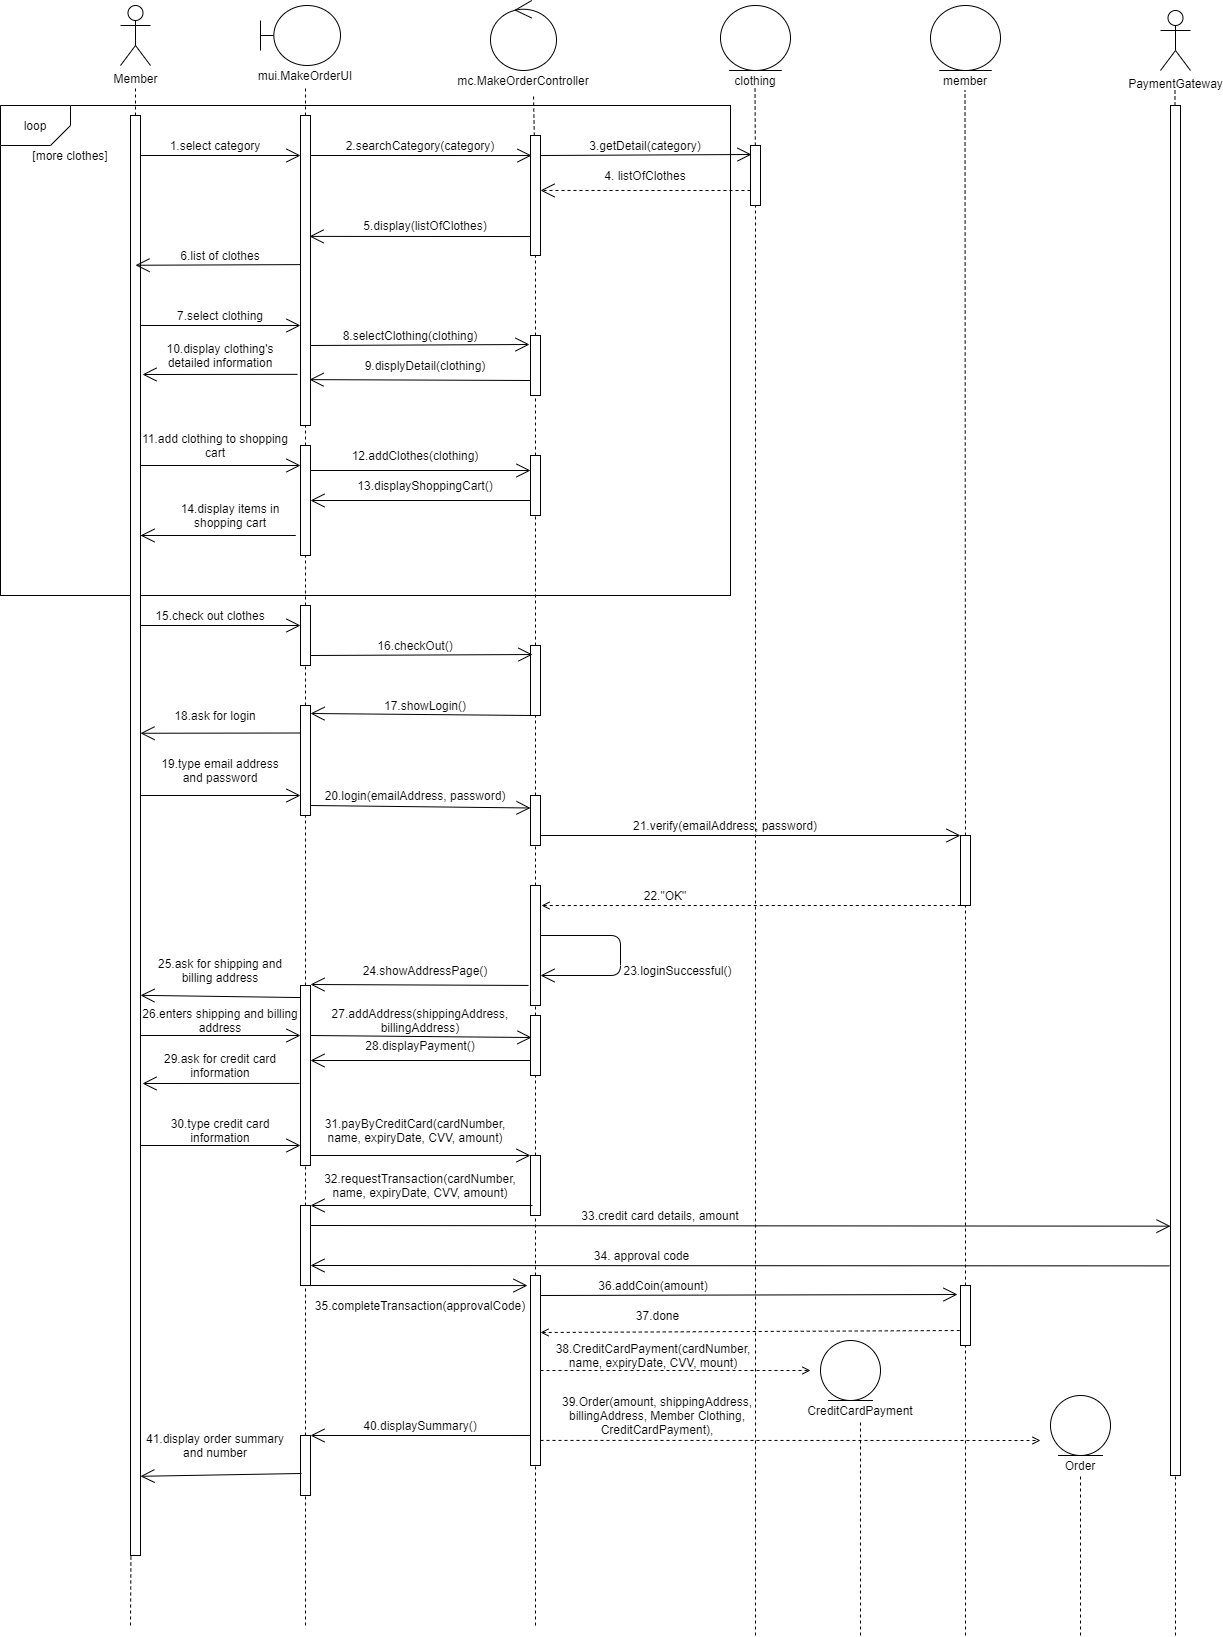 Member
mui.MakeOrderUI
mc.MakeOrderController
clothing
member
PaymentGateway
loop
[more clothes]
1.select category
2.searchCategory(category)
3.getDetail(category)
4. listOfClothes
5.display(listOfClothes)
6.list of clothes
7.select clothing
8.selectClothing(clothing)
10.display clothing's
detailed information
9.displyDetail(clothing)
11.add clothing to shopping
cart
12.addClothes(clothing)
13.displayShoppingCart()
14.display items in
shopping cart
15.check out clothes
16.checkOut()
17.showLogin()
18.ask for login
19.type email address
and password
20.login(emailAddress, password)
21.verify(emailAddress, password)
22."OK"
23.loginSuccessful()
24.showAddressPage()
25.ask for shipping and
billing address
26.enters shipping and billing
address
27.addAddress(shippingAddress,
billingAddress)
28.displayPayment()
29.ask for credit card
information
30.type credit card
information
31.payByCreditCard(cardNumber,
name, expiryDate, CVV, amount)
32.requestTransaction(cardNumber,
name, expiryDate, CVV, amount)
33.credit card details, amount
34. approval code
35.completeTransaction(approvalCode)
36.addCoin(amount)
37.done
38.CreditCardPayment(cardNumber,
name, expiryDate, CVV, mount)
CreditCardPayment
39.Order(amount, shippingAddress,
billingAddress, Member Clothing,
CreditCardPayment),
40.displaySummary()
41.display order summary
and number
Order